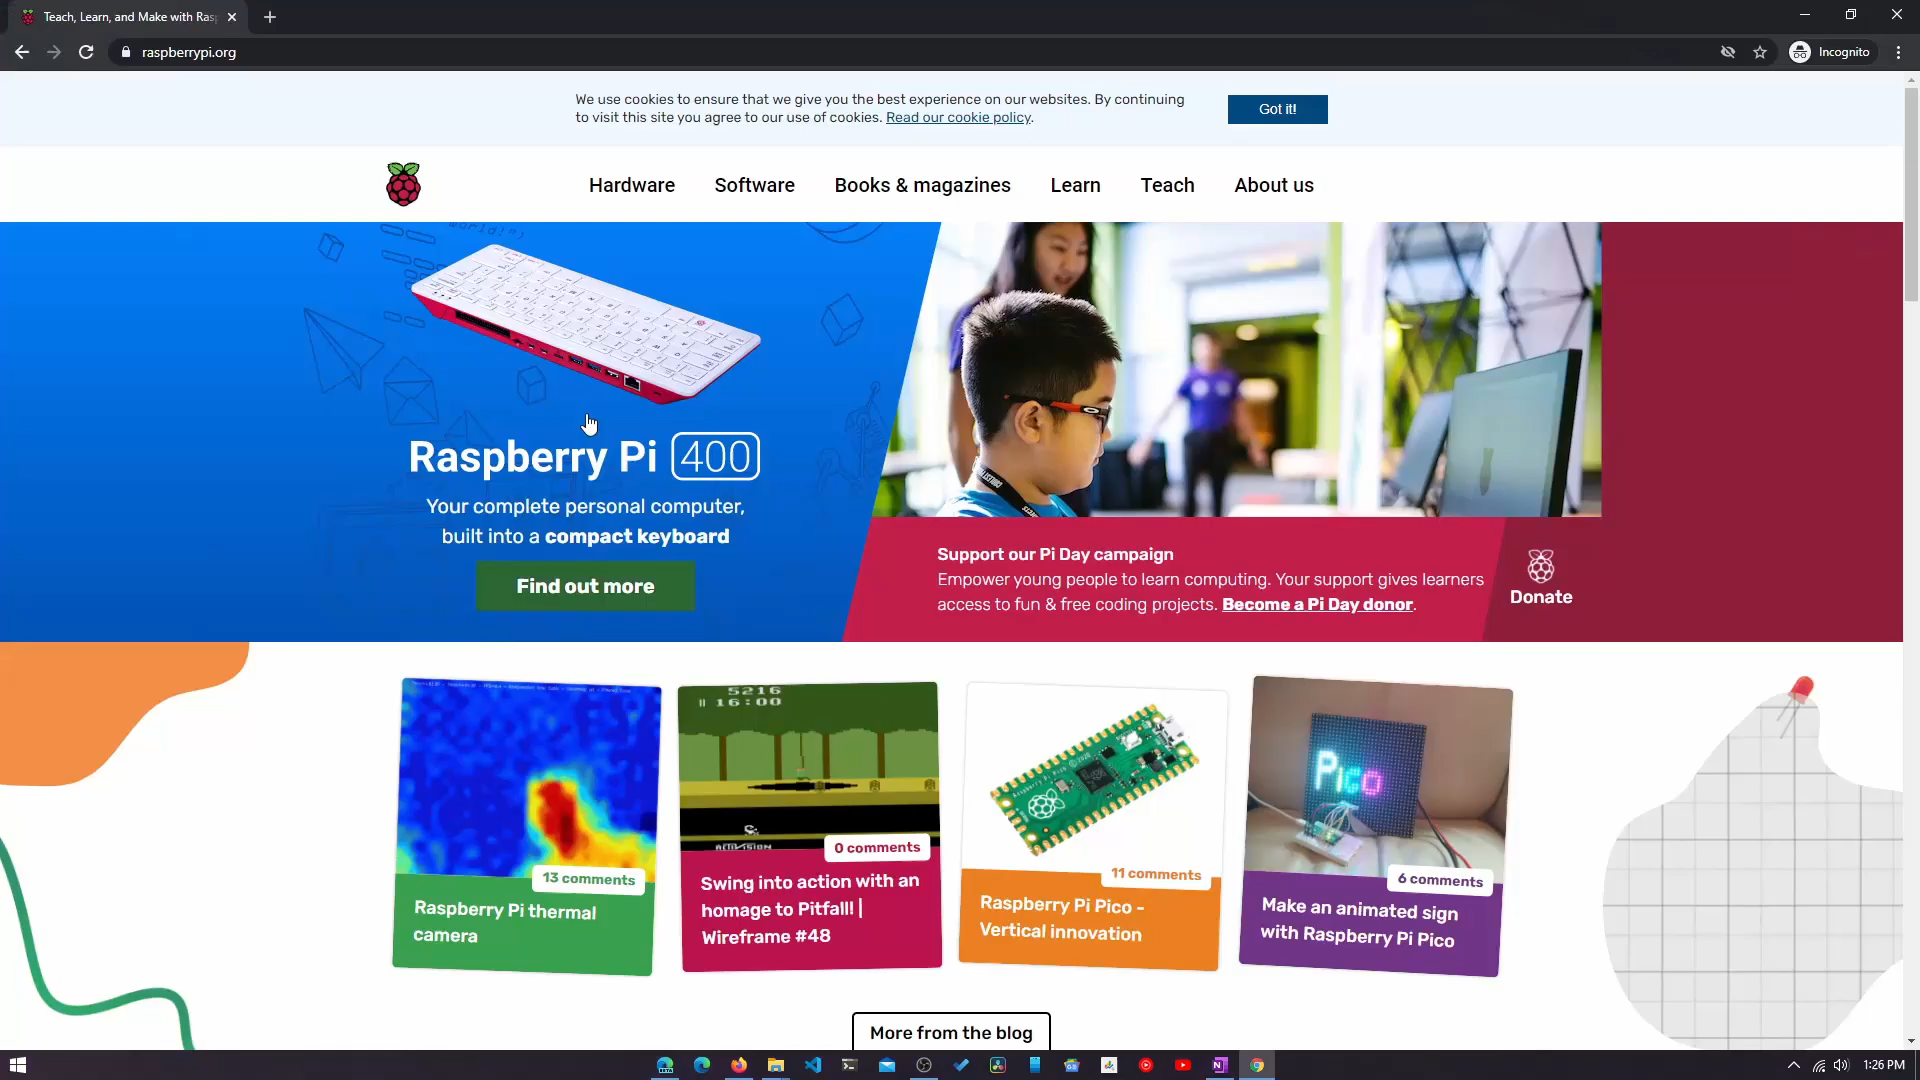 Teach, Learn, and Make with Rasp
raspberrypi.org
Incognito
We use cookies to ensure that we give you the best experience on our websites. By continuing
to visit this site you agree to our use of cookies. Read our cookie policy.
Got it!
Hardware
Software
Books & magazines
Learn
Teach
About us
Raspberry Pi 400
Your complete personal computer,
built into a compact keyboard
Find out more
Support our Pi Day campaign
Empower young people to learn computing. Your support gives learners
access to fun & free coding projects. Become a Pi Day donor.
Donate
13 comments
Raspberry Pi thermal
camera
5216
16:00
ACTIVISION
0 comments
Swing into action with an
homage to Pitfall! |
Wireframe #48
11 comments
Raspberry Pi Pico -
Vertical innovation
Pico
6 comments
Make an animated sign
with Raspberry Pi Pico
More from the blog
1:26 PM